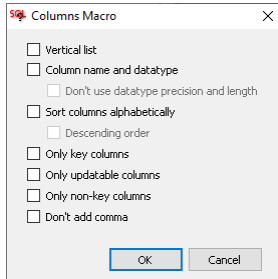 SQL Columns Macro
Vertical list
Column name and datatype
Don't use datatype precision and length
Sort columns alphabetically
Descending order
Only key columns
Only updatable columns
Only non-key columns
Don't add comma
OK Cancel